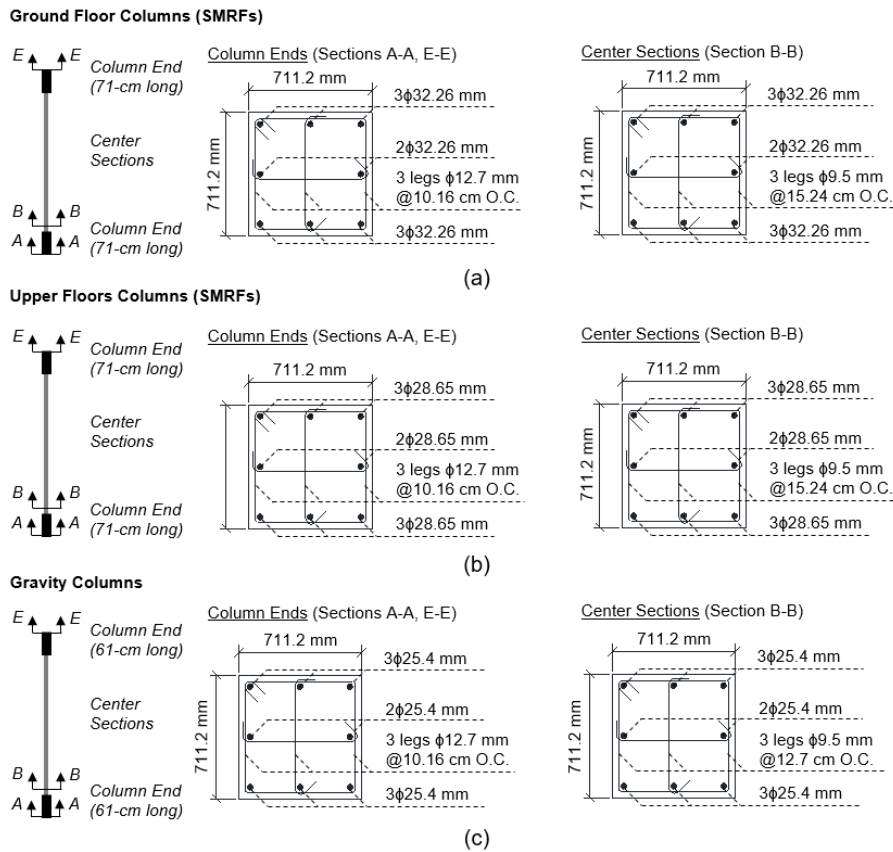 Ground Floor Columns (SMRFs)
E E
Column End
(71-cm long)
Center
Sections
B B
A A
Column End
(71-cm long)
Column Ends (Sections A-A, E-E)
711.2 mm
711.2 mm
3ϕ32.26 mm
2ϕ32.26 mm
3 legs ϕ12.7 mm
@10.16 cm O.C.
3ϕ32.26 mm
Center Sections (Section B-B)
711.2 mm
711.2 mm
3ϕ32.26 mm
2ϕ32.26 mm
3 legs ϕ9.5 mm
@15.24 cm O.C.
3ϕ32.26 mm
(a)
Upper Floors Columns (SMRFs)
E E
Column End
(71-cm long)
Center
Sections
B B
A A
Column End
(71-cm long)
Column Ends (Sections A-A, E-E)
711.2 mm
711.2 mm
3ϕ28.65 mm
2ϕ28.65 mm
3 legs ϕ12.7 mm
@10.16 cm O.C.
3ϕ28.65 mm
Center Sections (Section B-B)
711.2 mm
711.2 mm
3ϕ28.65 mm
2ϕ28.65 mm
3 legs ϕ9.5 mm
@15.24 cm O.C.
3ϕ28.65 mm
(b)
Gravity Columns
E E
Column End
(61-cm long)
Center
Sections
B B
A A
Column End
(61-cm long)
Column Ends (Sections A-A, E-E)
711.2 mm
711.2 mm
3ϕ25.4 mm
2ϕ25.4 mm
3 legs ϕ12.7 mm
@10.16 cm O.C.
3ϕ25.4 mm
Center Sections (Section B-B)
711.2 mm
711.2 mm
3ϕ25.4 mm
2ϕ25.4 mm
3 legs ϕ9.5 mm
@12.7 cm O.C.
3ϕ25.4 mm
(c)